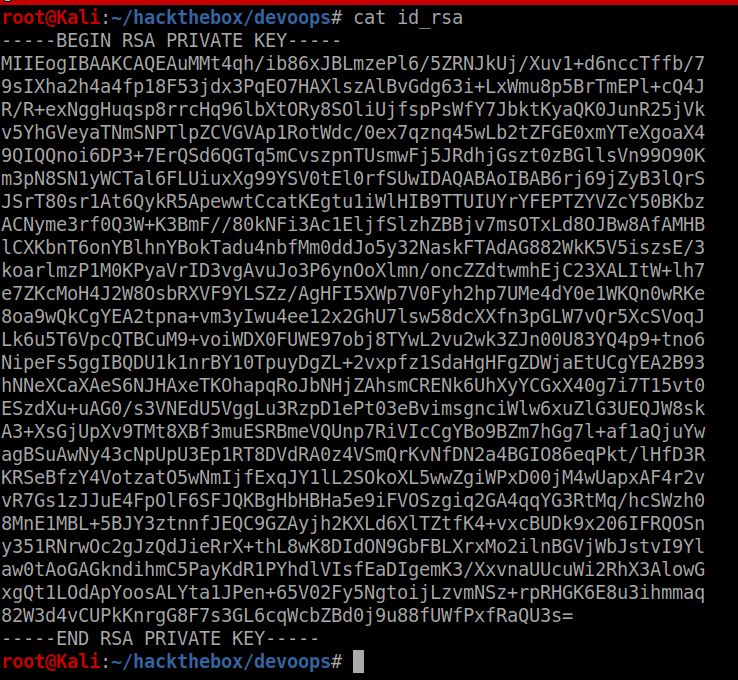 root@Kali:~/hackthebox/devoops# cat id_rsa
-----BEGIN RSA PRIVATE KEY-----
MIIEogIBAAKCAQEAuMMt4qh/ib86xJBLmzePl6/5ZRNJkUj/Xuv1+d6nccTffb/7
9sIXha2h4a4fp18F53jdx3PqEO7HAXlszAlBvGdg63i+LxWmu8p5BrTmEPl+cQ4J
R/R+exNggHuqsp8rrcHq96lbXtORy8SOliUjfspPsWfY7JbktKyaQK0JunR25jVk
v5YhGVeyaTNmSNPTlpZCVGVAp1RotWdc/0ex7qznq45wLb2tZFGE0xmYTeXgoaX4
9QIQQnoi6DP3+7ErQSd6QGTq5mCvszpnTUsmwFj5JRdhjGszt0zBGllsVn99O90K
m3pN8SN1yWCTal6FLUiuxXg99YSV0tEl0rfSUwIDAQABAoIBAB6rj69jZyB3lQrS
JSrT80sr1At6QykR5ApewwtCcatKEgtu1iWlHIB9TTUIUYrYFEPTZYVZcY50BKbz
ACNyme3rf0Q3W+K3BmF//80kNFi3Ac1EljfSlzhZBBjv7msOTxLd8OJBw8AfAMHB
lCXKbnT6onYBlhnYBokTadu4nbfMm0ddJo5y32NaskFTAdAG882WkK5V5iszsE/3
koarlmzP1M0KPyaVrID3vgAvuJo3P6ynOoXlmn/oncZZdtwmhEjC23XALItW+lh7
e7ZKcMoH4J2W8OsbRXVF9YLSZz/AgHFI5XWp7V0Fyh2hp7UMe4dY0e1WKQn0wRKe
8oa9wQkCgYEA2tpna+vm3yIwu4ee12x2GhU7lsw58dcXXfn3pGLW7vQr5XcSVoqJ
Lk6u5T6VpcQTBCuM9+voiWDX0FUWE97obj8TYwL2vu2wk3ZJn00U83YQ4p9+tno6
NipeFs5ggIBQDU1k1nrBY10TpuyDgZL+2vxpfz1SdaHgHFgZDWjaEtUCgYEA2B93
hNNeXCaXAeS6NJHAxeTKOhapqRoJbNHjZAhsmCRENk6UhXyYCGxX40g7i7T15vt0
ESzdXu+uAG0/s3VNEdU5VggLu3RzpD1ePt03eBvimsgnciWlw6xuZlG3UEQJW8sk
A3+XsGjUpXv9TMt8XBf3muESRBmeVQUnp7RiVIcCgYBo9BZm7hGg7l+af1aQjuYw
agBSuAwNy43cNpUpU3Ep1RT8DVdRA0z4VSmQrKvNfDN2a4BGIO86eqPkt/lHfD3R
KRSeBfzY4VotzatO5wNmIjfExqJY1lL2SOkoXL5wwZgiWPxD00jM4wUapxAF4r2v
vR7Gs1zJJuE4FpOlF6SFJQKBgHbHBHa5e9iFVOSzgiq2GA4qqYG3RtMq/hcSWzh0
8MnE1MBL+5BJY3ztnnfJEQC9GZAyjh2KXLd6XlTZtfK4+vxcBUDk9x206IFRQOSn
y351RNrwOc2gJzQdJieRrX+thL8wK8DIdON9GbFBLXrxMo2ilnBGVjWbJstvI9Yl
aw0tAoGAGkndihmC5PayKdR1PYhdlVIsfEaDIgemK3/XxvnaUUcuWi2RhX3AlowG
xgQt1LOdApYoosALYta1JPen+65V02Fy5NgtoijLzvmNSz+rpRHGK6E8u3ihmmaq
82W3d4vCUPkKnrgG8F7s3GL6cqWcbZBd0j9u88fUWfPxfRaQU3s=
-----END RSA PRIVATE KEY-----
root@Kali:~/hackthebox/devoops#